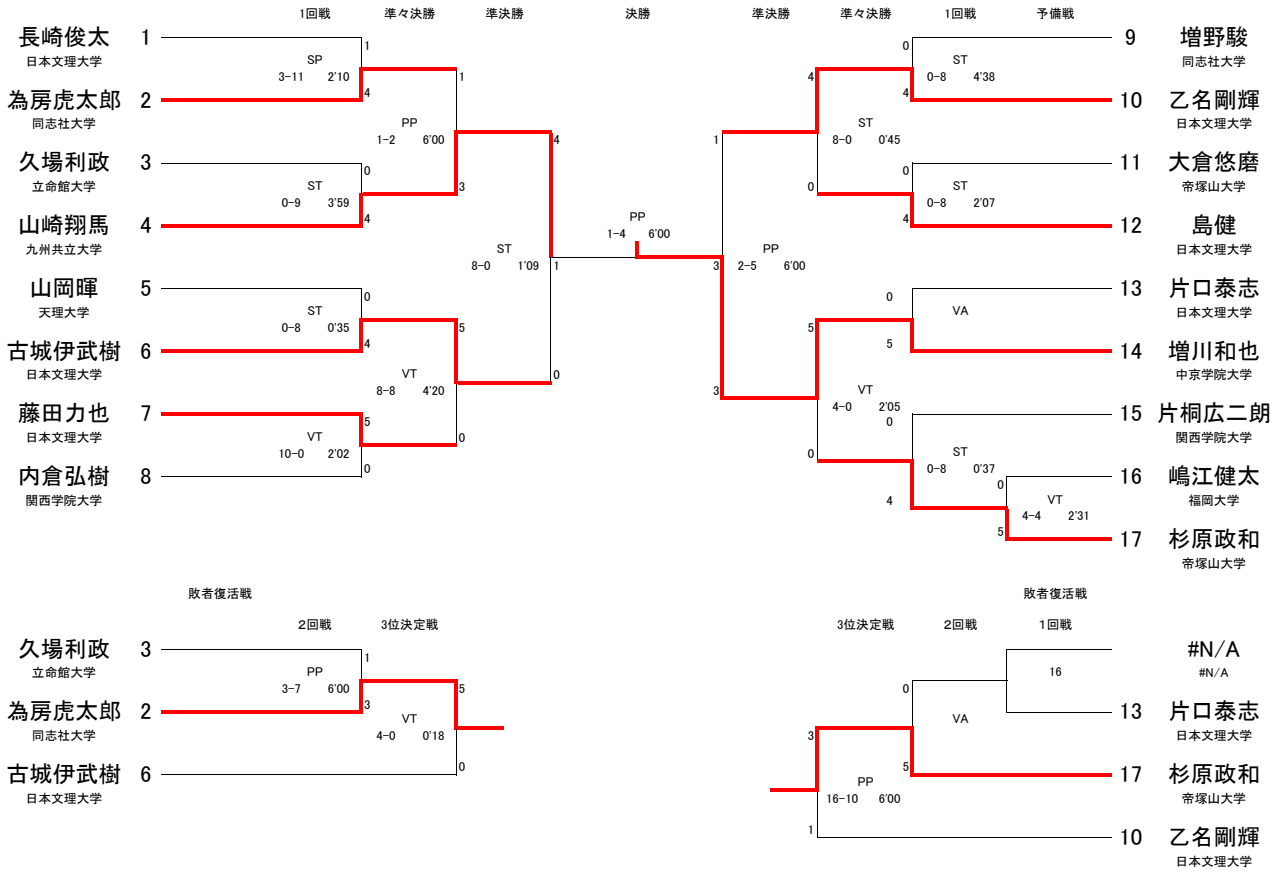 1回戦 準々決勝 準決勝 決勝 準決勝 準々決勝 1回戦 予備戦
長崎俊太 1
日本文理大学
1
SP
3-11 2'10
為房虎太郎 2
同志社大学
4
1
PP
1-2 6'00
久場利政 3
立命館大学
0
ST
0-9 3'59
3
山崎翔馬 4
九州共立大学
4
4
ST
8-0 1'09
山岡暉 5
天理大学
0
ST
0-8 0'35
古城伊武樹 6
日本文理大学
4
5
VT
8-8 4'20
0
藤田力也 7
日本文理大学
5
VT
10-0 2'02
0
内倉弘樹 8
関西学院大学
0
PP
1-4 6'00
1 3
9 増野駿
同志社大学
0
ST
0-8 4'38
10 乙名剛輝
日本文理大学
4
4
ST
8-0 0'45
11 大倉悠磨
帝塚山大学
0
ST
0-8 2'07
0
12 島健
日本文理大学
4
1
PP
2-5 6'00
13 片口泰志
日本文理大学
0
VA
5
14 増川和也
中京学院大学
5
VT
4-0 2'05
3
15 片桐広二朗
関西学院大学
0
ST
0-8 0'37
0
4
16 嶋江健太
福岡大学
0
VT
4-4 2'31
5
17 杉原政和
帝塚山大学
敗者復活戦
2回戦 3位決定戦
久場利政 3
立命館大学
1
PP
3-7 6'00
為房虎太郎 2
同志社大学
3
5
VT
4-0 0'18
古城伊武樹 6
日本文理大学
0
敗者復活戦
3位決定戦 2回戦 1回戦
#N/A
#N/A
16
13 片口泰志
日本文理大学
0
VA
5
17 杉原政和
帝塚山大学
3
PP
16-10 6'00
1
10 乙名剛輝
日本文理大学